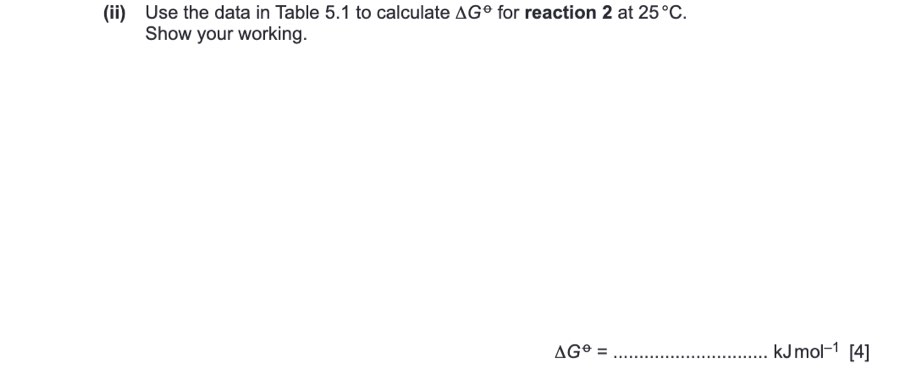 (ii) Use the data in Table 5.1 to calculate ΔG⦵ for reaction 2 at 25°C.
Show your working.
ΔG⦵ = .............................. kJ mol⁻¹ [4]